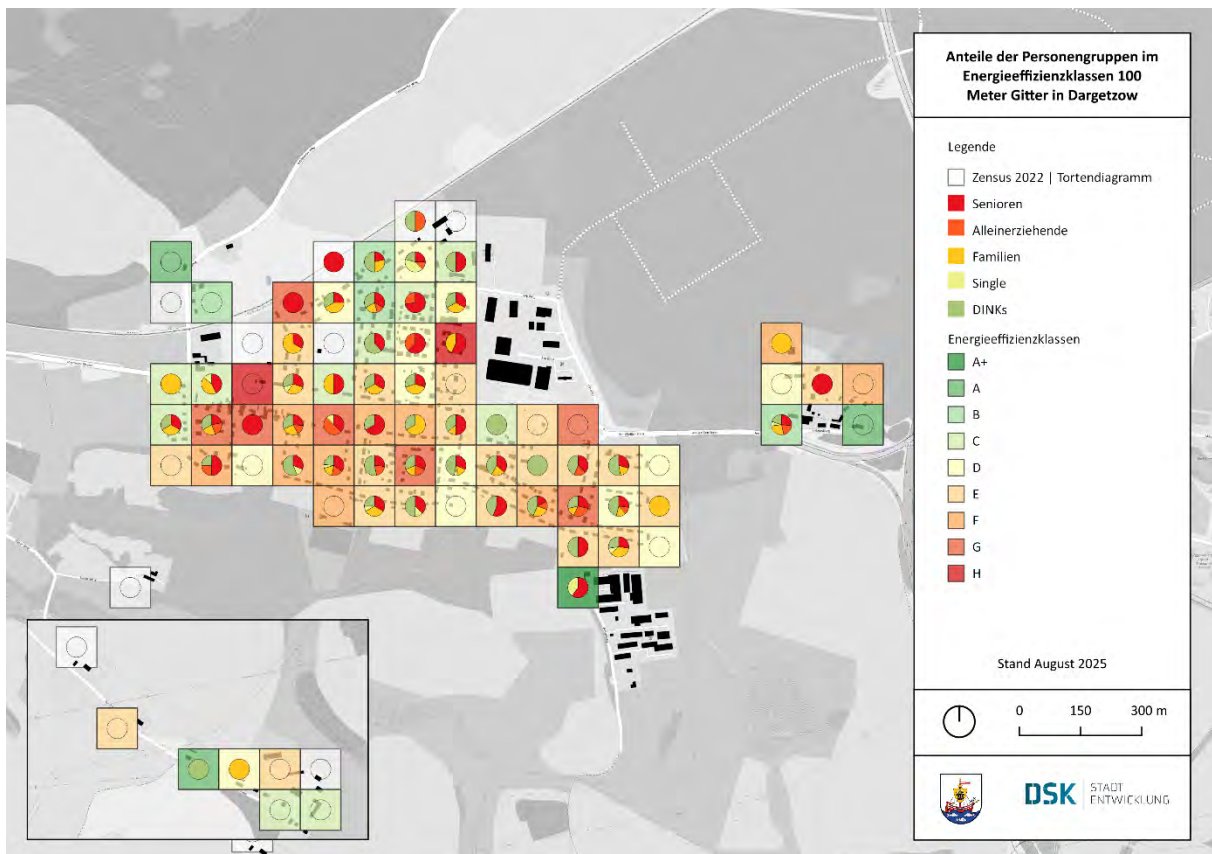 Anteile der Personengruppen im
Energieeffizienzklassen 100
Meter Gitter in Dargetzow
Legende
Zensus 2022 | Tortendiagramm
Senioren
Alleinerziehende
Familien
Single
DINKs
Energieeffizienzklassen
A+
A
B
C
D
E
F
G
H
Stand August 2025
0 150 300 m
DSK STADT
ENTWICKLUNG